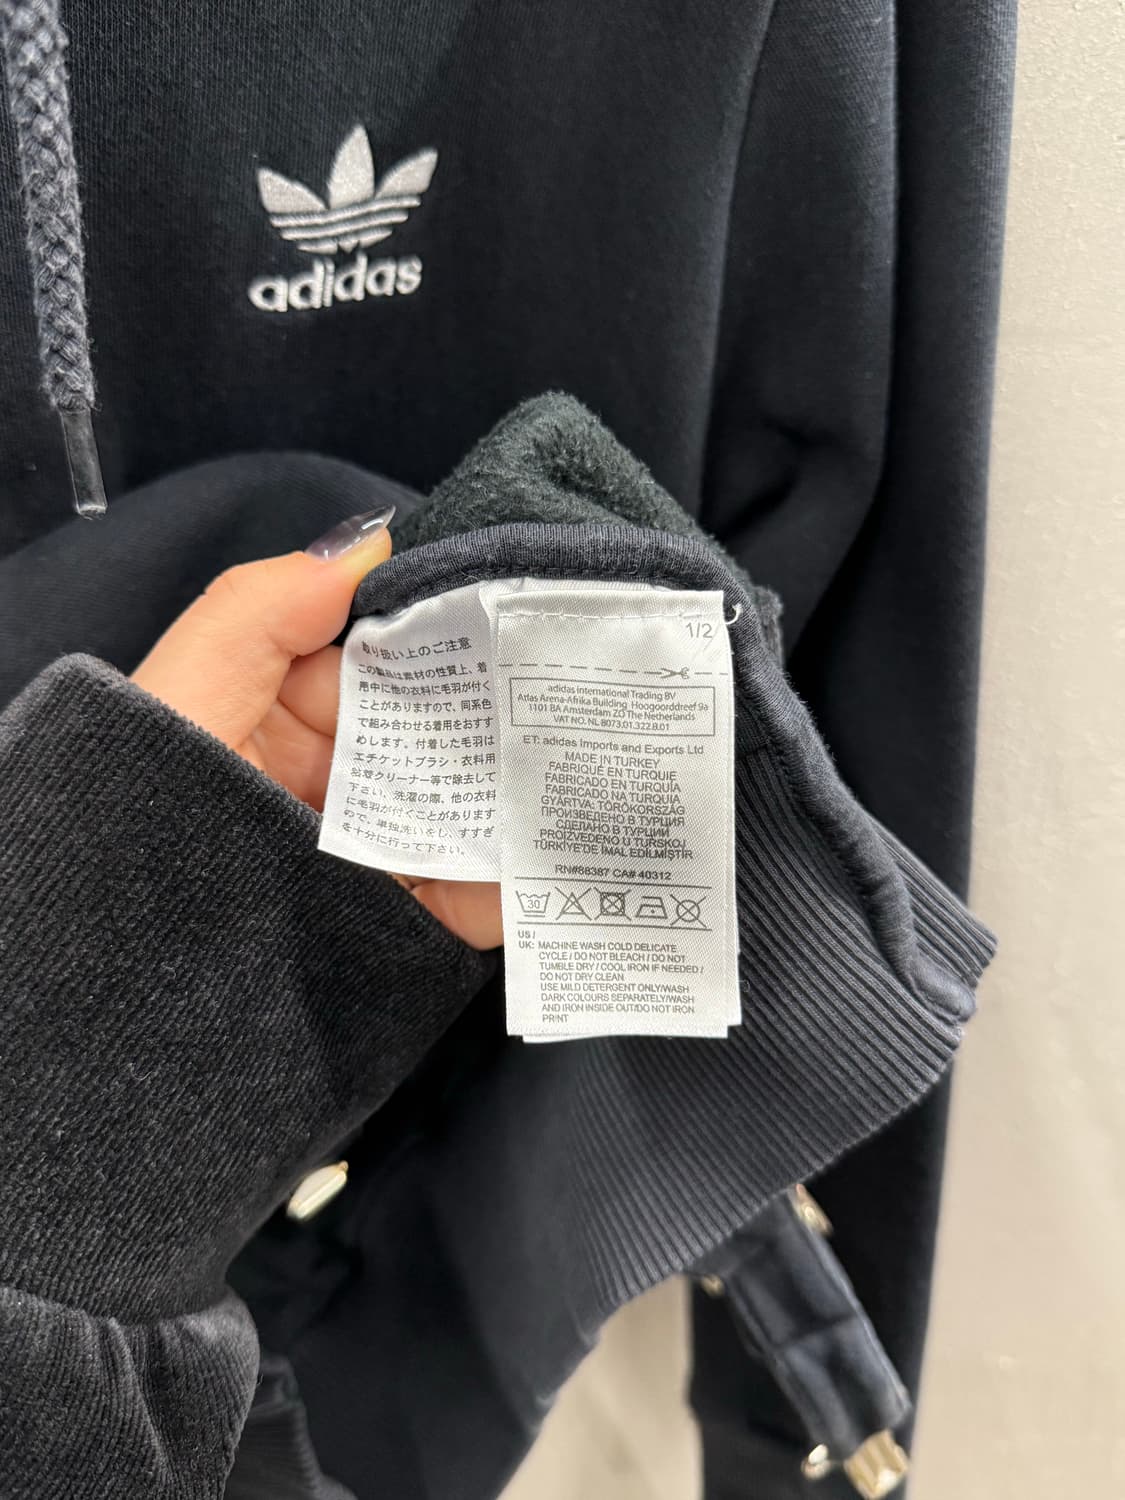 adidas
取り扱い上のご注意
この製品は素材の性質上、着
用中に他の衣料に毛羽が付く
ことがありますので、同系色
で組み合わせる着用をおすす
めします。付着した毛羽は
エチケットブラシ・衣料用
粘着クリーナー等で除去して
下さい。洗濯の際、他の衣料
に毛羽が付くことがあります
ので、単独洗いをし、すすぎ
を十分に行って下さい。
1/2
adidas international Trading BV
Atlas Arena-Afrika Building Hoogoorddreef 9a
1101 BA Amsterdam ZO The Netherlands
VAT NO. NL 8073.01.322.B.01
ET: adidas Imports and Exports Ltd
MADE IN TURKEY
FABRIQUÉ EN TURQUIE
FABRICADO EN TURQUÍA
FABRICADO NA TURQUIA
GYÁRTVA: TÖRÖKORSZÁG
ПРОИЗВЕДЕНО В ТУРЦИЯ
СДЕЛАНО В ТУРЦИИ
PROIZVEDENO U TURSKOJ
TÜRKİYE'DE İMAL EDİLMİŞTİR
RN#88387 CA# 40312
30
US /
UK: MACHINE WASH COLD DELICATE
CYCLE / DO NOT BLEACH / DO NOT
TUMBLE DRY / COOL IRON IF NEEDED /
DO NOT DRY CLEAN
USE MILD DETERGENT ONLY/WASH
DARK COLOURS SEPARATELY/WASH
AND IRON INSIDE OUT/DO NOT IRON
PRINT